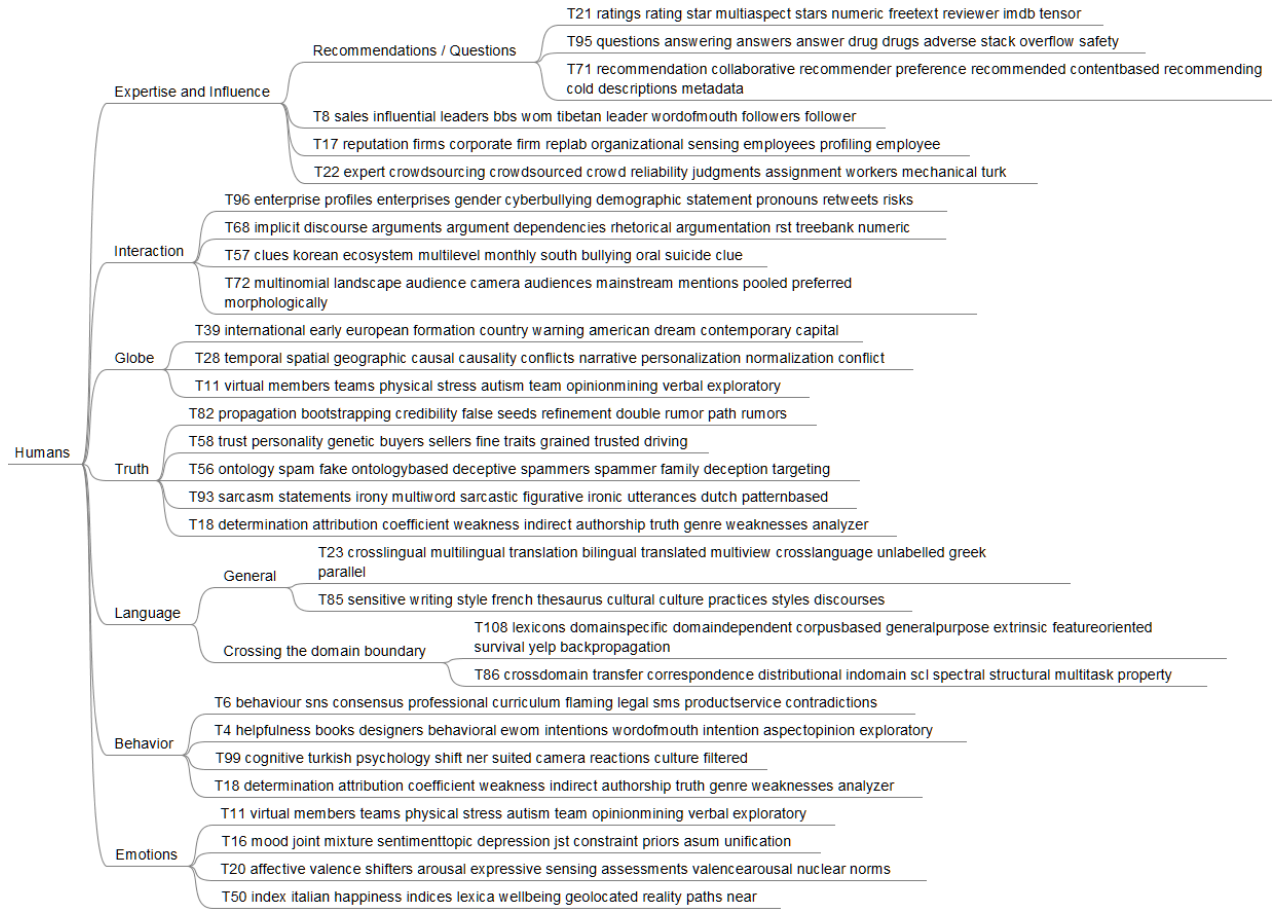 T21 ratings rating star multiaspect stars numeric freetext reviewer imdb tensor
Recommendations / Questions
T95 questions answering answers answer drug drugs adverse stack overflow safety
T71 recommendation collaborative recommender preference recommended contentbased recommending
cold descriptions metadata
Expertise and Influence
T8 sales influential leaders bbs wom tibetan leader wordofmouth followers follower
T17 reputation firms corporate firm replab organizational sensing employees profiling employee
T22 expert crowdsourcing crowdsourced crowd reliability judgments assignment workers mechanical turk
T96 enterprise profiles enterprises gender cyberbullying demographic statement pronouns retweets risks
T68 implicit discourse arguments argument dependencies rhetorical argumentation rst treebank numeric
Interaction
T57 clues korean ecosystem multilevel monthly south bullying oral suicide clue
T72 multinomial landscape audience camera audiences mainstream mentions pooled preferred
morphologically
T39 international early european formation country warning american dream contemporary capital
Globe
T28 temporal spatial geographic causal causality conflicts narrative personalization normalization conflict
T11 virtual members teams physical stress autism team opinionmining verbal exploratory
T82 propagation bootstrapping credibility false seeds refinement double rumor path rumors
Humans
T58 trust personality genetic buyers sellers fine traits grained trusted driving
Truth
T56 ontology spam fake ontologybased deceptive spammers spammer family deception targeting
T93 sarcasm statements irony multiword sarcastic figurative ironic utterances dutch patternbased
T18 determination attribution coefficient weakness indirect authorship truth genre weaknesses analyzer
T23 crosslingual multilingual translation bilingual translated multiview crosslanguage unlabelled greek
parallel
General
T85 sensitive writing style french thesaurus cultural culture practices styles discourses
Language
T108 lexicons domainspecific domaindependent corpusbased generalpurpose extrinsic featureoriented
survival yelp backpropagation
Crossing the domain boundary
T86 crossdomain transfer correspondence distributional indomain scl spectral structural multitask property
T6 behaviour sns consensus professional curriculum flaming legal sms productservice contradictions
T4 helpfulness books designers behavioral ewom intentions wordofmouth intention aspectopinion exploratory
Behavior
T99 cognitive turkish psychology shift ner suited camera reactions culture filtered
T18 determination attribution coefficient weakness indirect authorship truth genre weaknesses analyzer
T11 virtual members teams physical stress autism team opinionmining verbal exploratory
T16 mood joint mixture sentimenttopic depression jst constraint priors asum unification
Emotions
T20 affective valence shifters arousal expressive sensing assessments valencearousal nuclear norms
T50 index italian happiness indices lexica wellbeing geolocated reality paths near